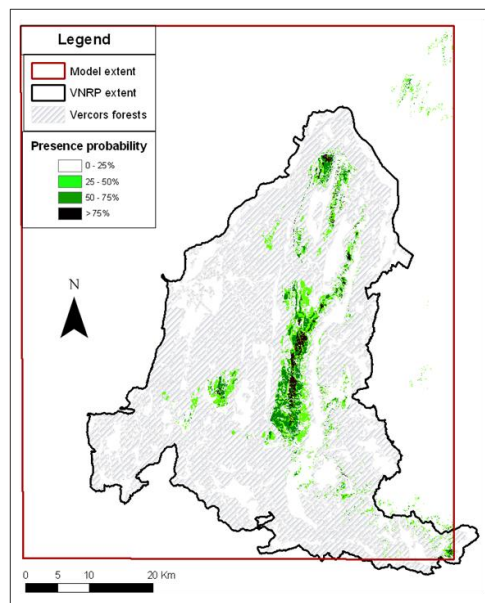 Legend
Model extent
VNRP extent
Vercors forests
Presence probability
0 - 25%
25 - 50%
50 - 75%
>75%
N
0 5 10 20 Km